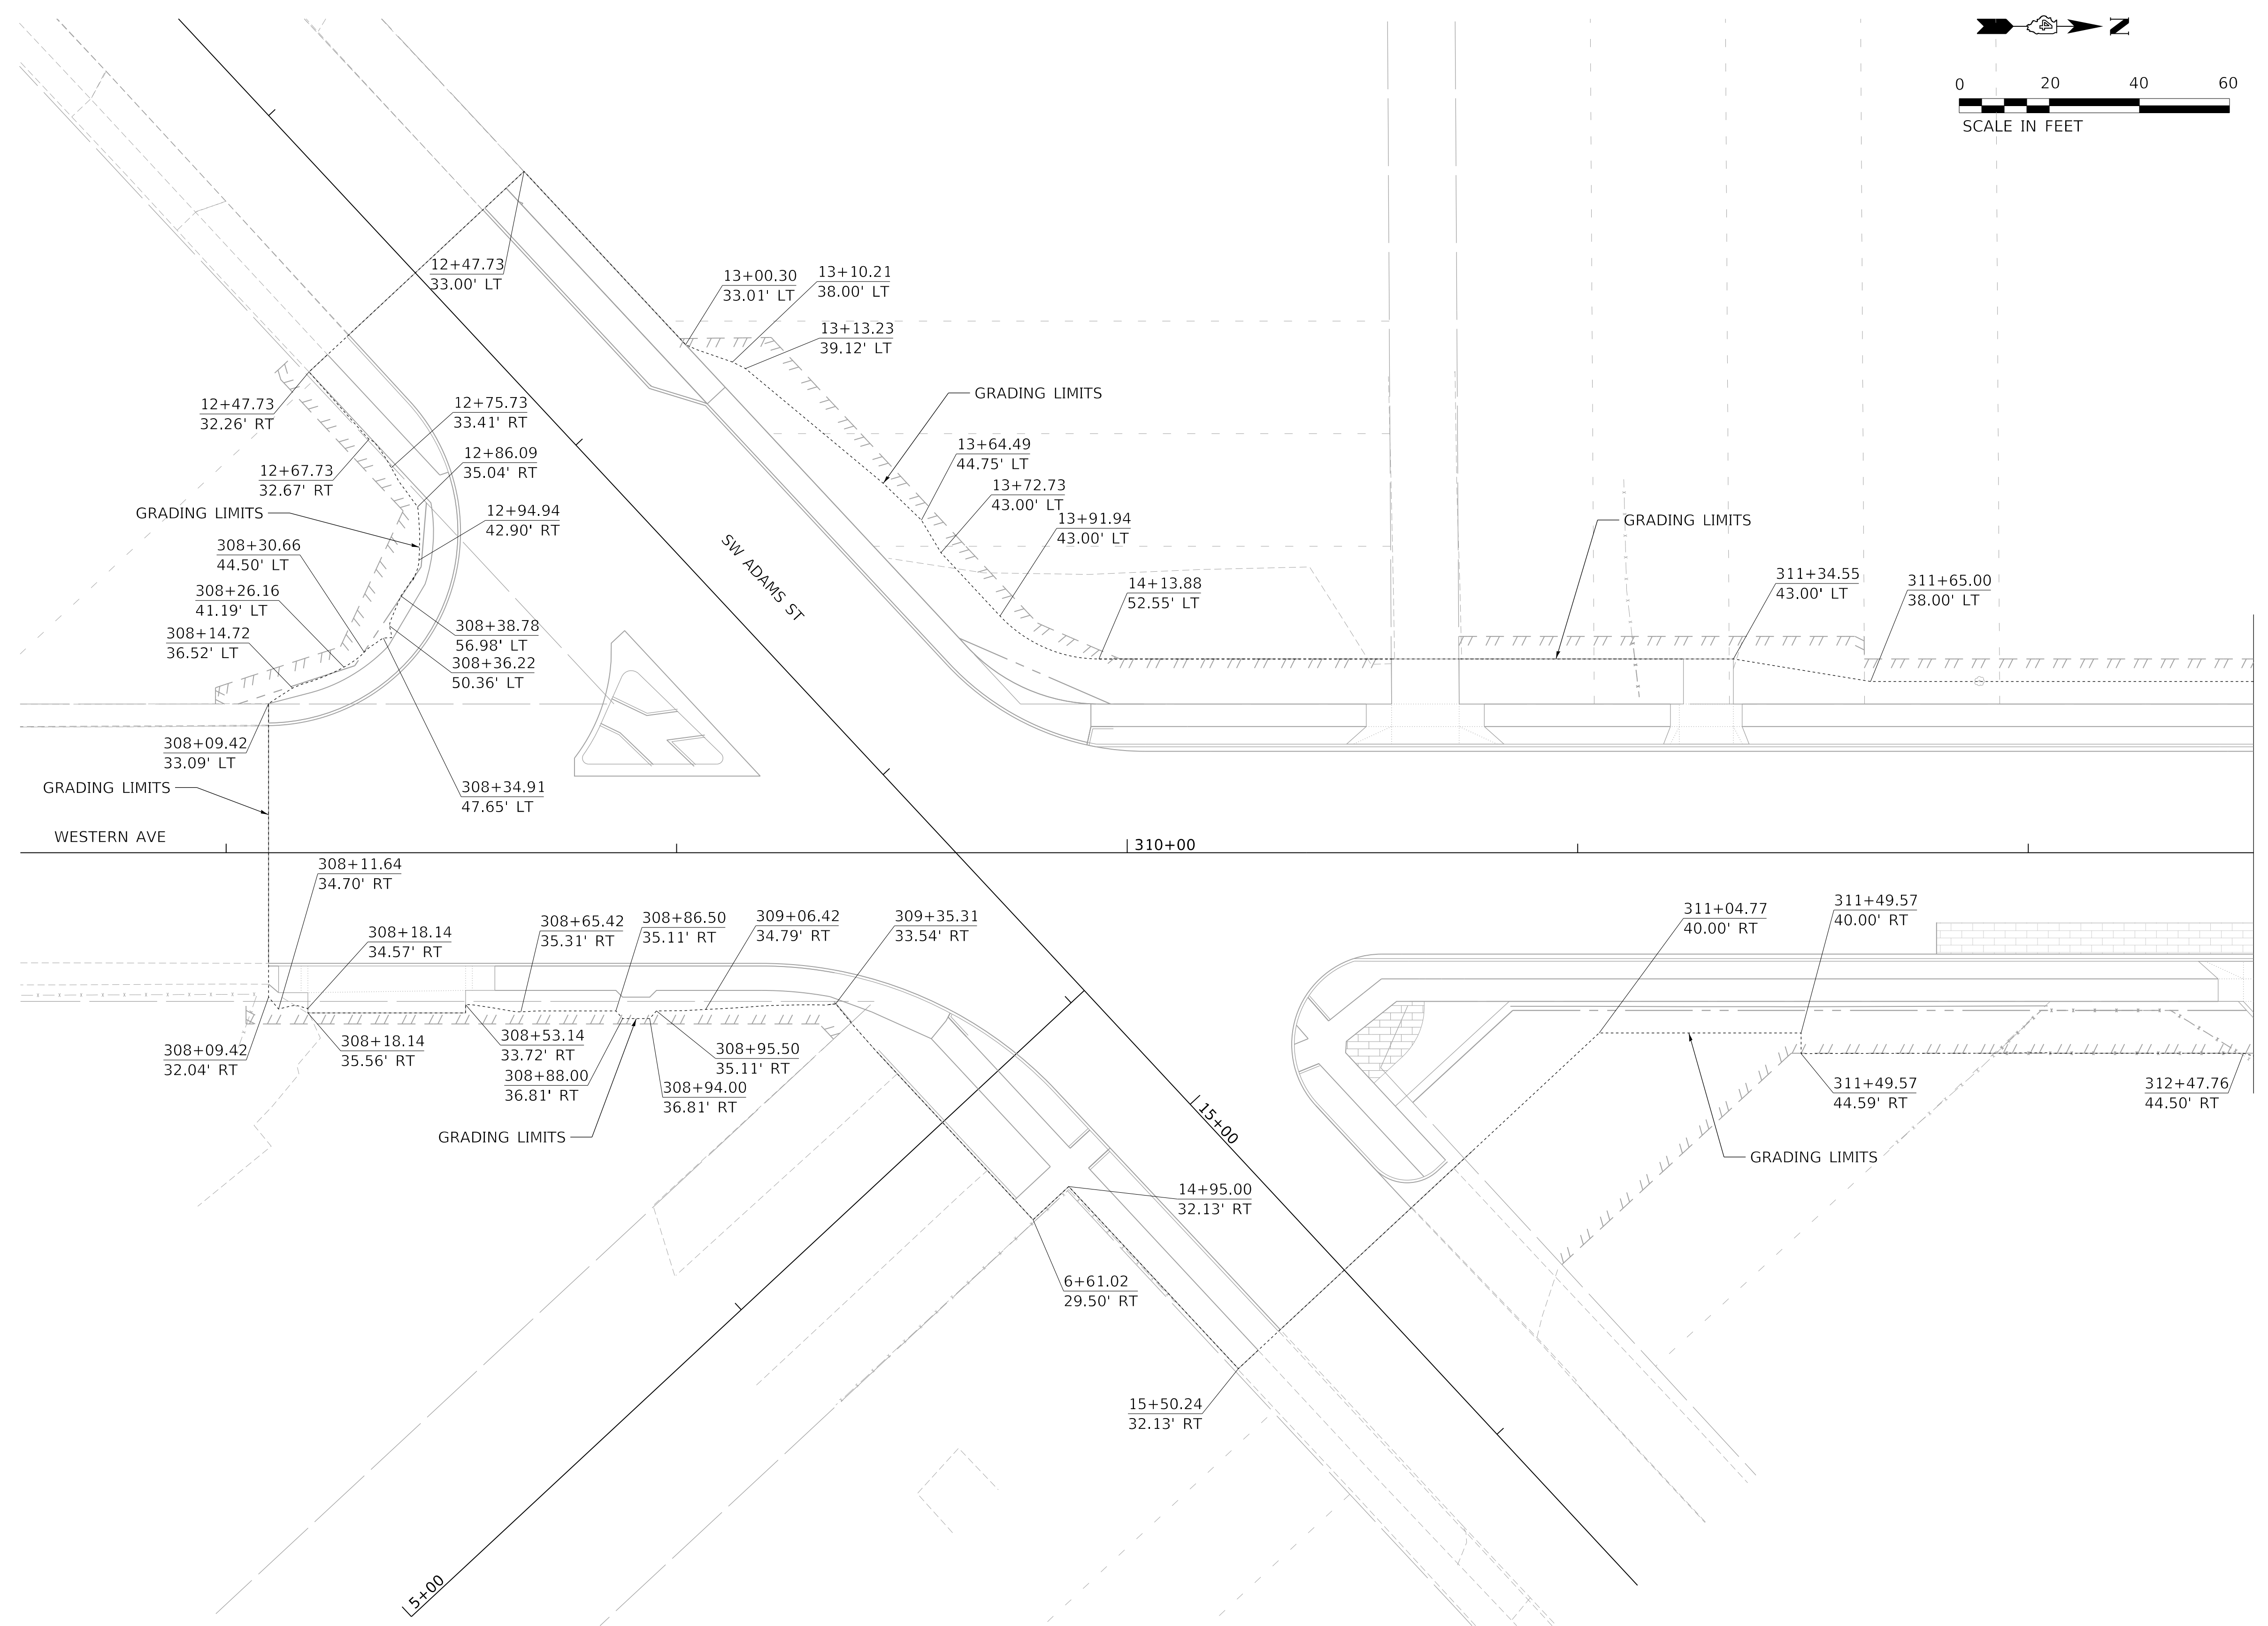 N
0 20 40 60
SCALE IN FEET
12+47.73
33.00' LT
13+00.30
33.01' LT
13+10.21
38.00' LT
13+13.23
39.12' LT
GRADING LIMITS
12+47.73
32.26' RT
12+75.73
33.41' RT
12+67.73
32.67' RT
12+86.09
35.04' RT
13+64.49
44.75' LT
13+72.73
43.00' LT
13+91.94
43.00' LT
GRADING LIMITS
12+94.94
42.90' RT
GRADING LIMITS
308+30.66
44.50' LT
308+26.16
41.19' LT
308+14.72
36.52' LT
308+38.78
56.98' LT
308+36.22
50.36' LT
SW ADAMS ST
14+13.88
52.55' LT
311+34.55
43.00' LT
311+65.00
38.00' LT
308+09.42
33.09' LT
308+34.91
47.65' LT
GRADING LIMITS
WESTERN AVE
310+00
308+11.64
34.70' RT
308+18.14
34.57' RT
308+65.42
35.31' RT
308+86.50
35.11' RT
309+06.42
34.79' RT
309+35.31
33.54' RT
311+04.77
40.00' RT
311+49.57
40.00' RT
308+09.42
32.04' RT
308+18.14
35.56' RT
308+53.14
33.72' RT
308+88.00
36.81' RT
308+95.50
35.11' RT
308+94.00
36.81' RT
GRADING LIMITS
15+00
311+49.57
44.59' RT
312+47.76
44.50' RT
GRADING LIMITS
14+95.00
32.13' RT
6+61.02
29.50' RT
15+50.24
32.13' RT
5+00